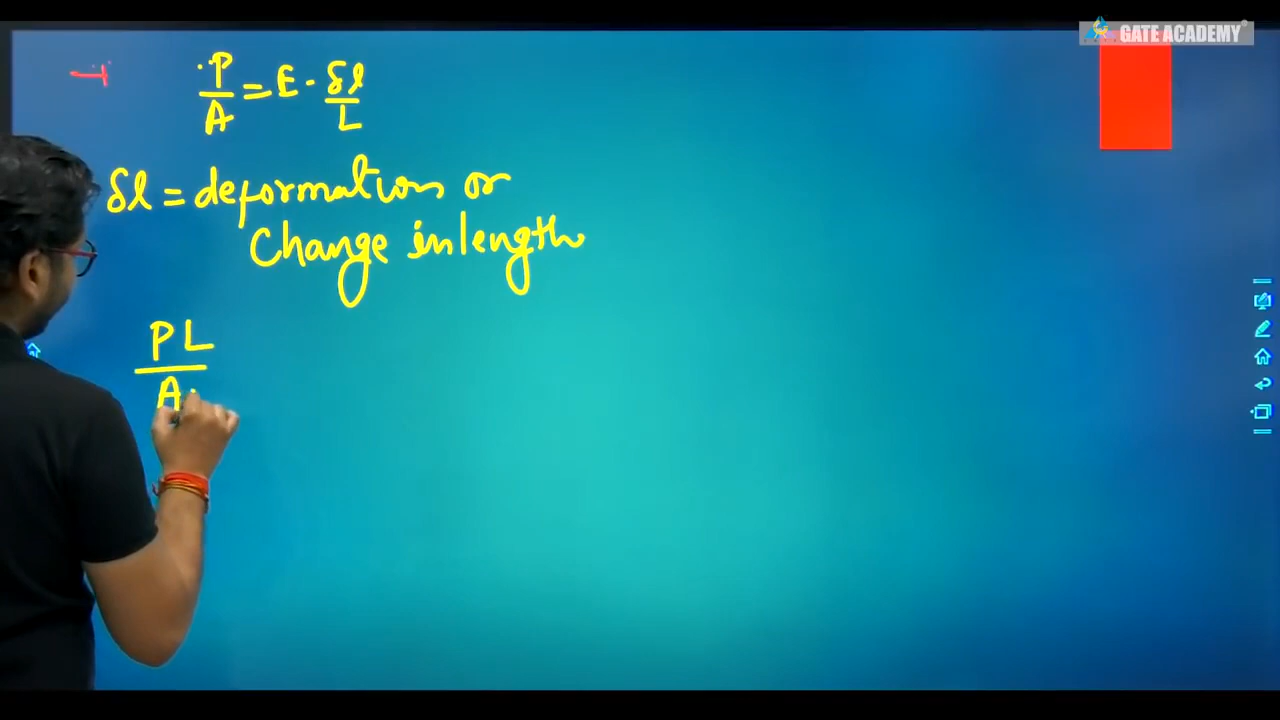 GATE ACADEMY
P/A = E · δl/L
δl = deformation or
Change in length
PL
A